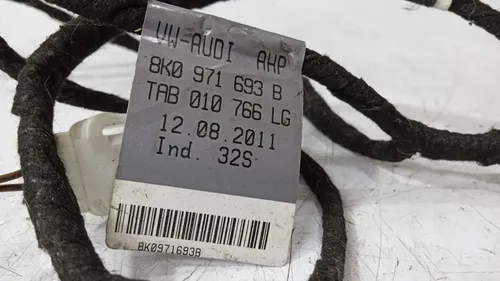 VW-AUDI AHP
8K0 971 693 B
TAB 010 766 LG
12.08.2011
Ind. 32S
8K0971693B